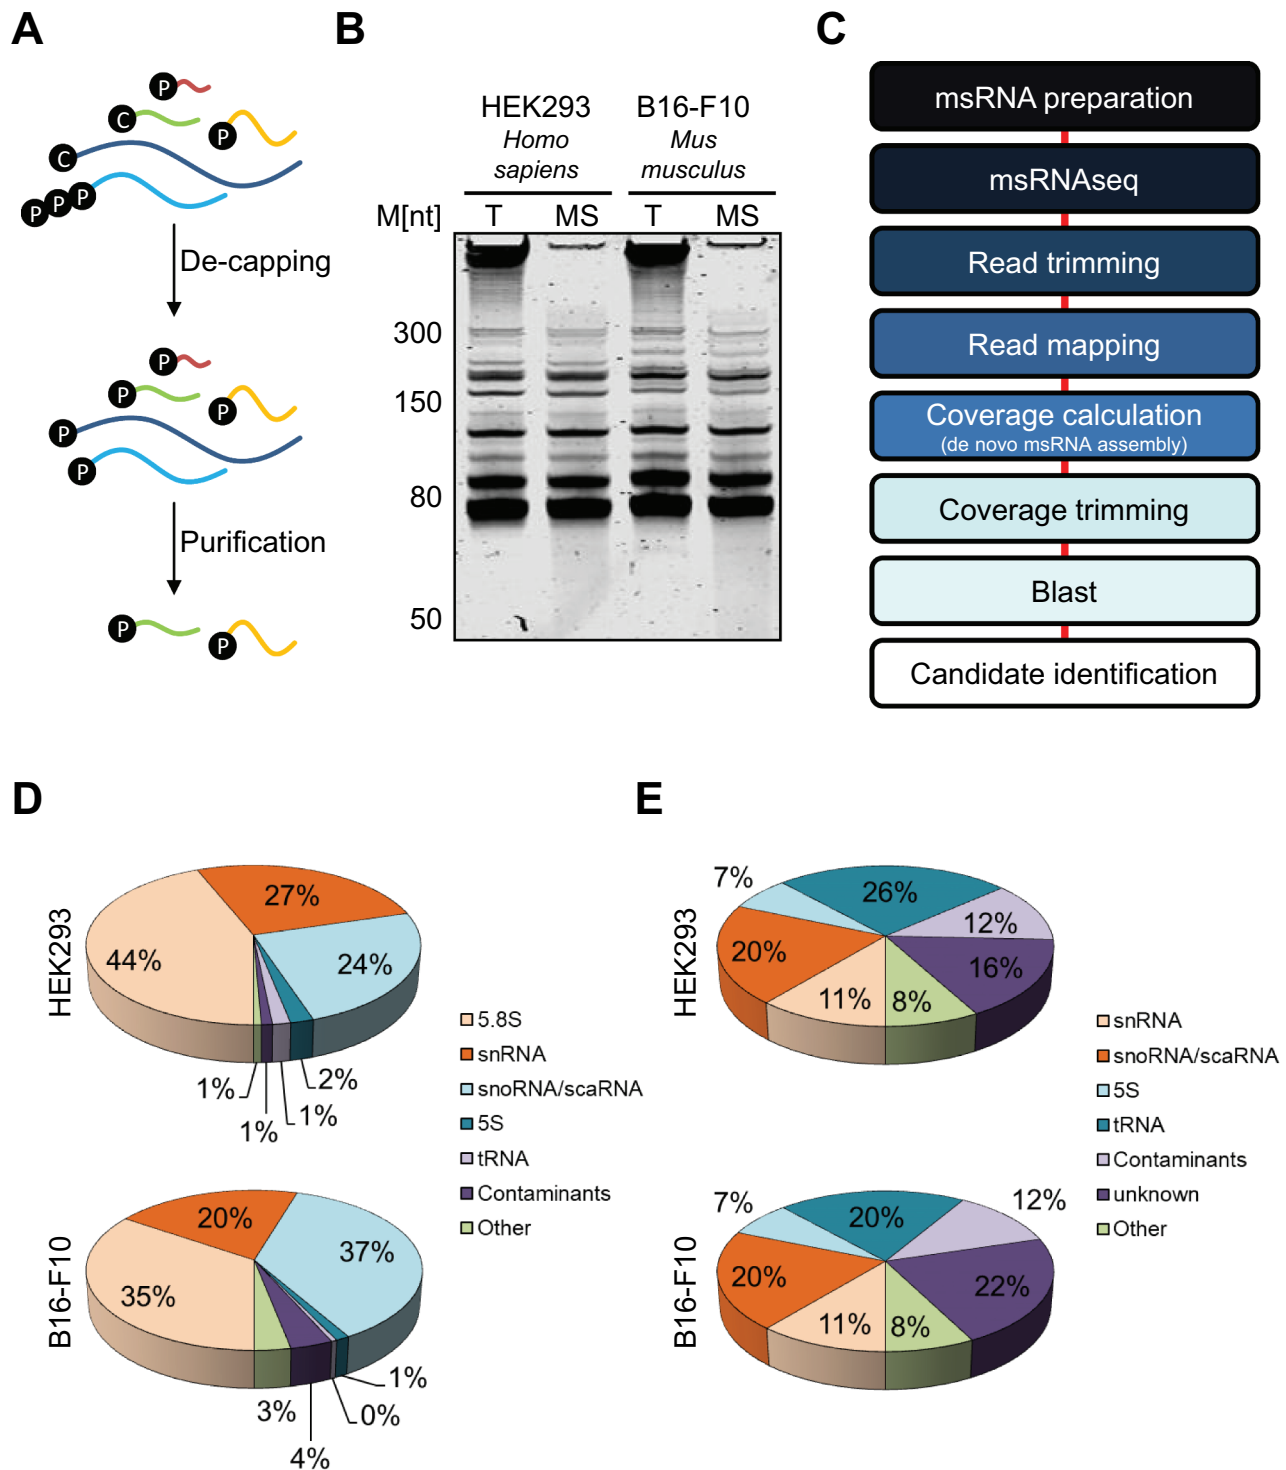 A
P
C
P
C
P P P
De-capping
P
P
P
P
P
Purification
P
P
B
HEK293
B16-F10
Homo
sapiens
Mus
musculus
M[nt]
T
MS
T
MS
300
150
80
50
C
msRNA preparation
msRNAseq
Read trimming
Read mapping
Coverage calculation
(de novo msRNA assembly)
Coverage trimming
Blast
Candidate identification
D
HEK293
27%
44%
24%
1%
1%
1%
2%
B16-F10
20%
37%
35%
3%
4%
0%
1%
5.8S
snRNA
snoRNA/scaRNA
5S
tRNA
Contaminants
Other
E
HEK293
7%
26%
12%
20%
16%
11%
8%
B16-F10
7%
20%
12%
20%
22%
11%
8%
snRNA
snoRNA/scaRNA
5S
tRNA
Contaminants
unknown
Other